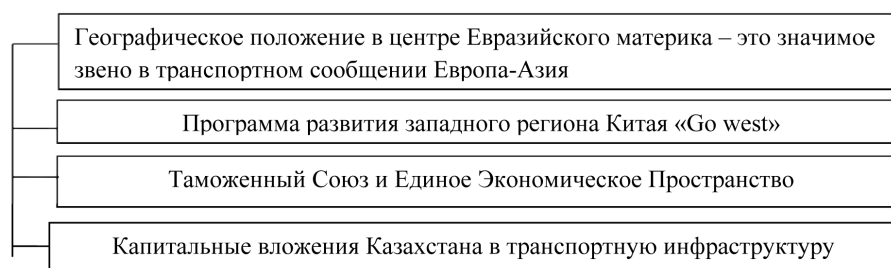 Географическое положение в центре Евразийского материка – это значимое
звено в транспортном сообщении Европа-Азия
Программа развития западного региона Китая «Go west»
Таможенный Союз и Единое Экономическое Пространство
Капитальные вложения Казахстана в транспортную инфраструктуру